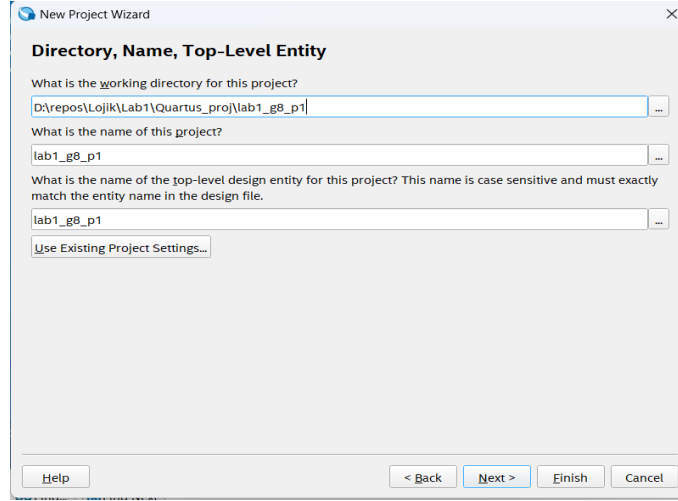 New Project Wizard
Directory, Name, Top-Level Entity
What is the working directory for this project?
D:\repos\Lojik\Lab1\Quartus_proj\lab1_g8_p1
...
What is the name of this project?
lab1_g8_p1
...
What is the name of the top-level design entity for this project? This name is case sensitive and must exactly
match the entity name in the design file.
lab1_g8_p1
...
Use Existing Project Settings...
Help
< Back
Next >
Finish
Cancel